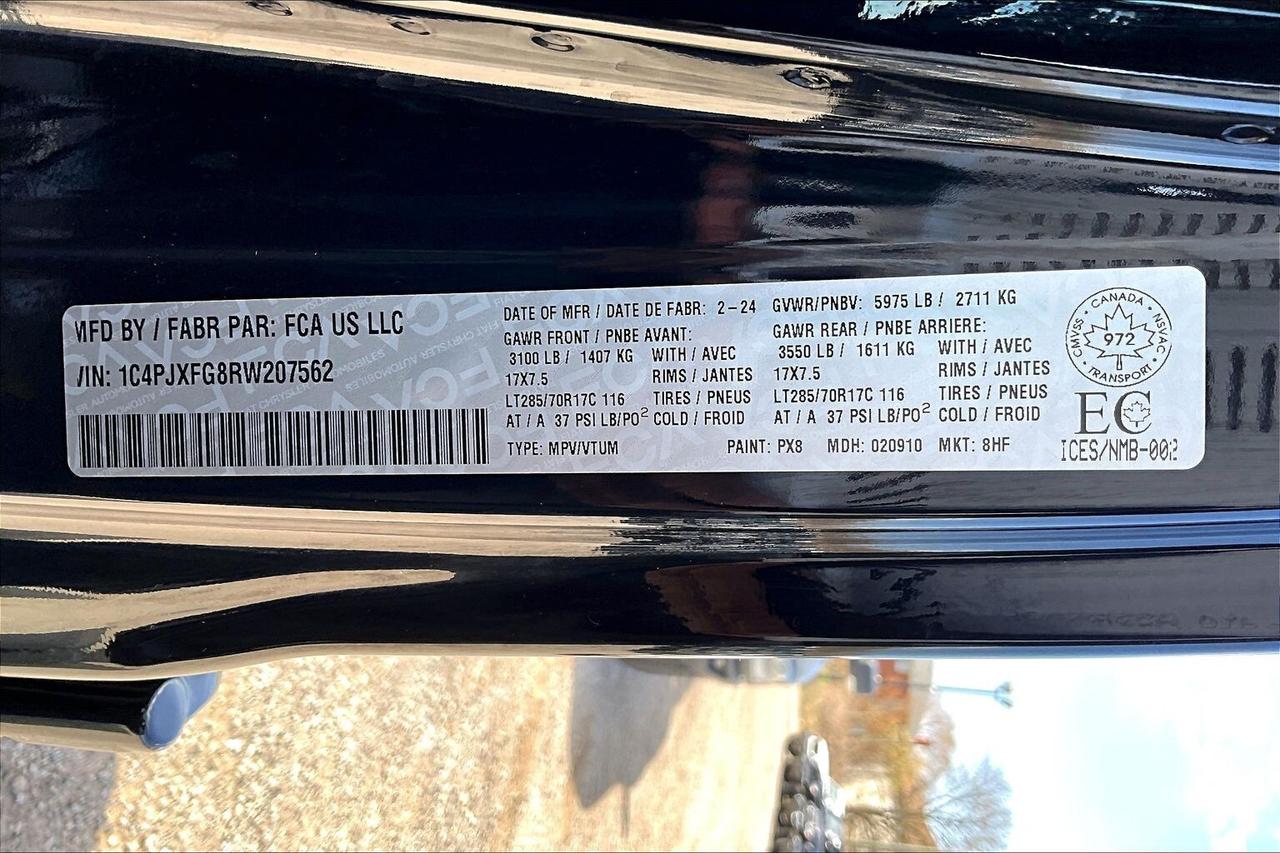 MFD BY / FABR PAR: FCA US LLC
VIN: 1C4PJXFG8RW207562
DATE OF MFR / DATE DE FABR: 2-24
GAWR FRONT / PNBE AVANT:
3100 LB / 1407 KG WITH / AVEC
17X7.5 RIMS / JANTES
LT285/70R17C 116 TIRES / PNEUS
AT / A 37 PSI LB/PO² COLD / FROID
TYPE: MPV/VTUM
GVWR/PNBV: 5975 LB / 2711 KG
GAWR REAR / PNBE ARRIERE:
3550 LB / 1611 KG WITH / AVEC
17X7.5 RIMS / JANTES
LT285/70R17C 116 TIRES / PNEUS
AT / A 37 PSI LB/PO² COLD / FROID
PAINT: PX8 MDH: 020910 MKT: 8HF
CANADA
CMVSS
NSVAC
972
TRANSPORT
EC
ICES/NMB-002